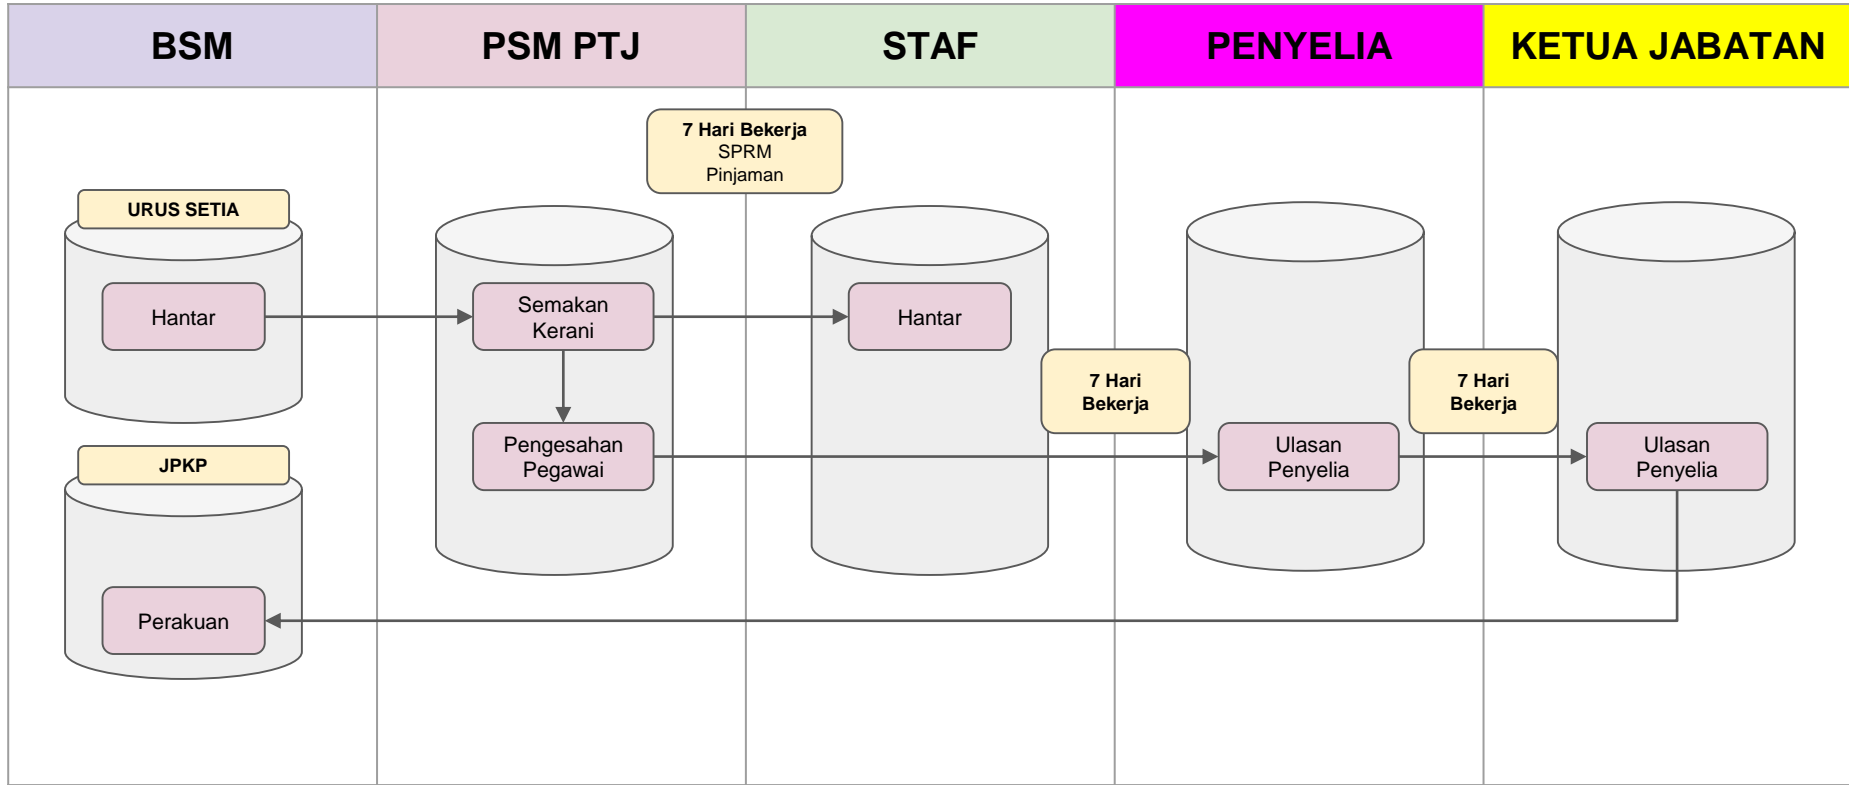 BSM
PSM PTJ
STAF
PENYELIA
KETUA JABATAN
7 Hari Bekerja
SPRM
Pinjaman
URUS SETIA
Hantar
Semakan
Kerani
Hantar
7 Hari
Bekerja
7 Hari
Bekerja
Pengesahan
Pegawai
Ulasan
Penyelia
Ulasan
Penyelia
JPKP
Perakuan